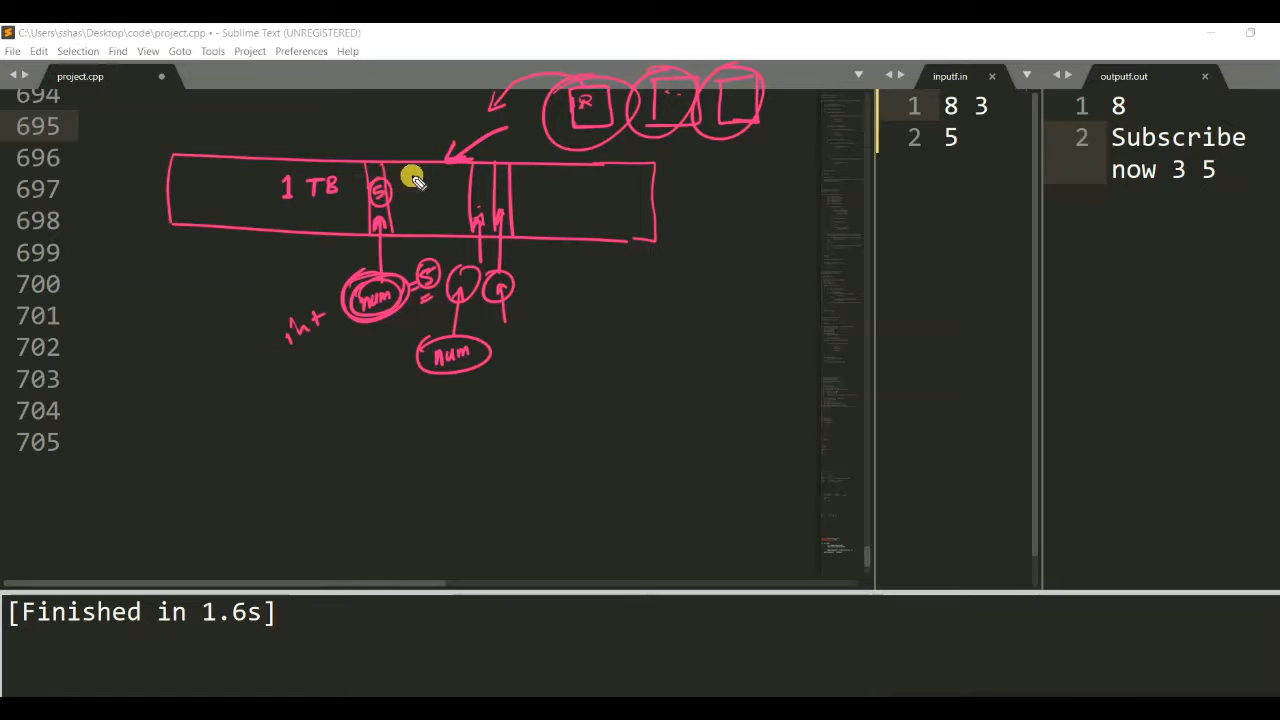 C:\Users\sshas\Desktop\code\project.cpp • - Sublime Text (UNREGISTERED)
File Edit Selection Find View Goto Tools Project Preferences Help
project.cpp
inputf.in
outputf.out
694
695
696
697
698
699
700
701
702
703
704
705
R
1 TB
5
num
5
int
num
1 8 3
2 5
1 8
2 Subscribe
now 3 5
[Finished in 1.6s]